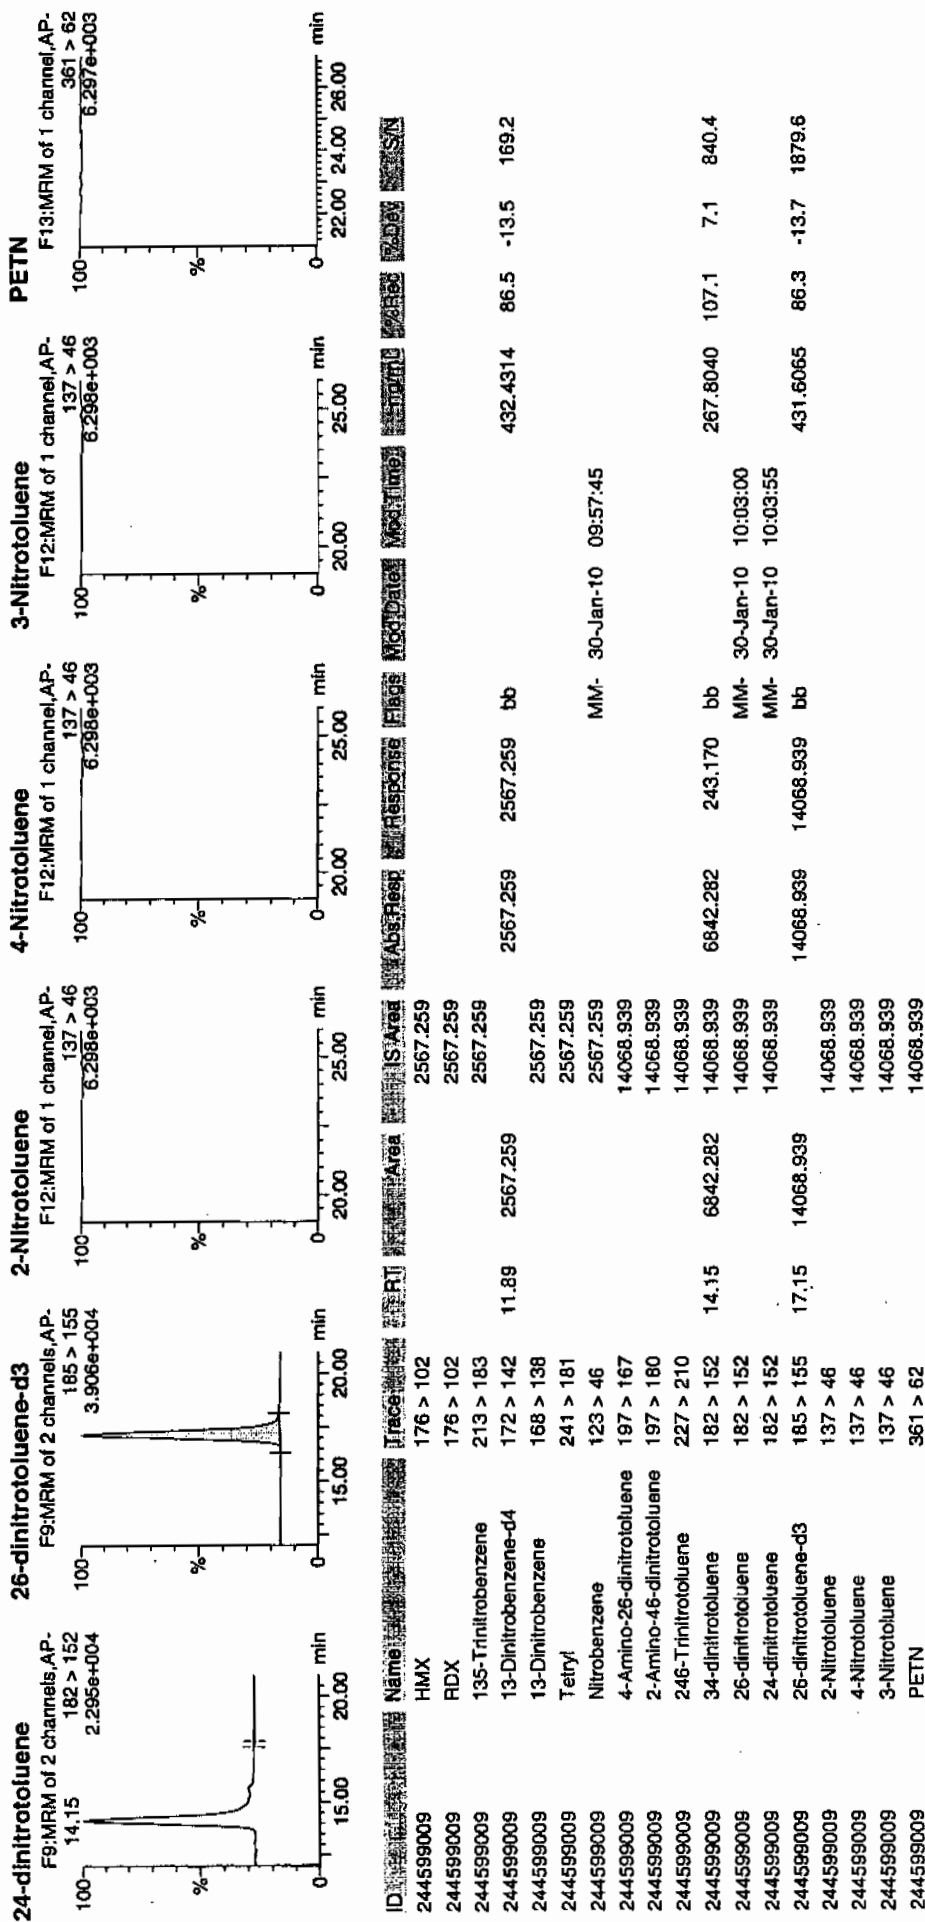 24-dinitrotoluene
F9:MRM of 2 channels,AP-
14.15 182 > 152
2.295e+004
100
%
0
15.00 20.00 min
26-dinitrotoluene-d3
F9:MRM of 2 channels,AP-
185 > 155
3.906e+004
100
%
0
15.00 20.00 min
2-Nitrotoluene
F12:MRM of 1 channel,AP-
137 > 46
6.298e+003
100
%
0
20.00 25.00 min
4-Nitrotoluene
F12:MRM of 1 channel,AP-
137 > 46
6.298e+003
100
%
0
20.00 25.00 min
3-Nitrotoluene
F12:MRM of 1 channel,AP-
137 > 46
6.298e+003
100
%
0
20.00 25.00 min
PETN
F13:MRM of 1 channel,AP-
361 > 62
6.297e+003
100
%
0
22.00 24.00 26.00 min
ID Name Trace RT Area IS Area Abs.Resp Response Flags Mod.Date Mod.Time ng/mL %Rec %Dev S/N
244599009 HMX 176 > 102 2567.259
244599009 RDX 176 > 102 2567.259
244599009 135-Trinitrobenzene 213 > 183 2567.259
244599009 13-Dinitrobenzene-d4 172 > 142 11.89 2567.259 2567.259 2567.259 bb 432.4314 86.5 -13.5 169.2
244599009 13-Dinitrobenzene 168 > 138 2567.259
244599009 Tetryl 241 > 181 2567.259
244599009 Nitrobenzene 123 > 46 2567.259 MM- 30-Jan-10 09:57:45
244599009 4-Amino-26-dinitrotoluene 197 > 167 14068.939
244599009 2-Amino-46-dinitrotoluene 197 > 180 14068.939
244599009 246-Trinitrotoluene 227 > 210 14068.939
244599009 34-dinitrotoluene 182 > 152 14.15 6842.282 14068.939 6842.282 243.170 bb 267.8040 107.1 7.1 840.4
244599009 26-dinitrotoluene 182 > 152 14068.939 MM- 30-Jan-10 10:03:00
244599009 24-dinitrotoluene 182 > 152 14068.939 MM- 30-Jan-10 10:03:55
244599009 26-dinitrotoluene-d3 185 > 155 17.15 14068.939 14068.939 14068.939 bb 431.6065 86.3 -13.7 1879.6
244599009 2-Nitrotoluene 137 > 46 14068.939
244599009 4-Nitrotoluene 137 > 46 14068.939
244599009 3-Nitrotoluene 137 > 46 14068.939
244599009 PETN 361 > 62 14068.939